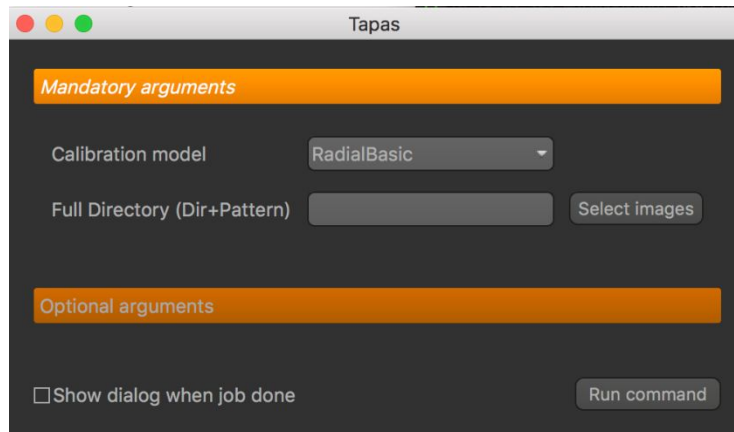 Tapas
Mandatory arguments
Calibration model RadialBasic
Full Directory (Dir+Pattern) Select images
Optional arguments
Show dialog when job done Run command